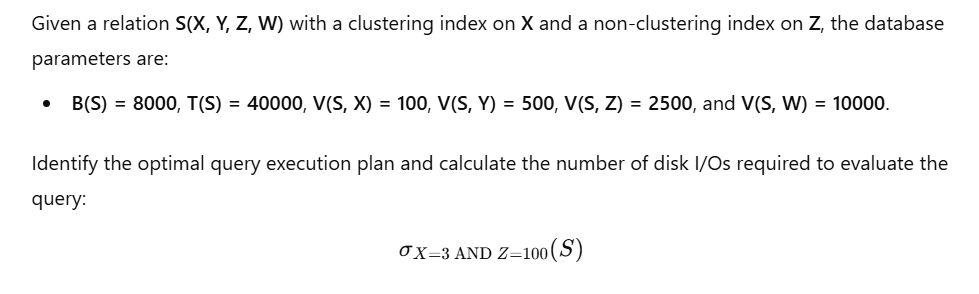 Given a relation S(X, Y, Z, W) with a clustering index on X and a non-clustering index on Z, the database
parameters are:
• B(S) = 8000, T(S) = 40000, V(S, X) = 100, V(S, Y) = 500, V(S, Z) = 2500, and V(S, W) = 10000.
Identify the optimal query execution plan and calculate the number of disk I/Os required to evaluate the
query:
σX=3 AND Z=100(S)